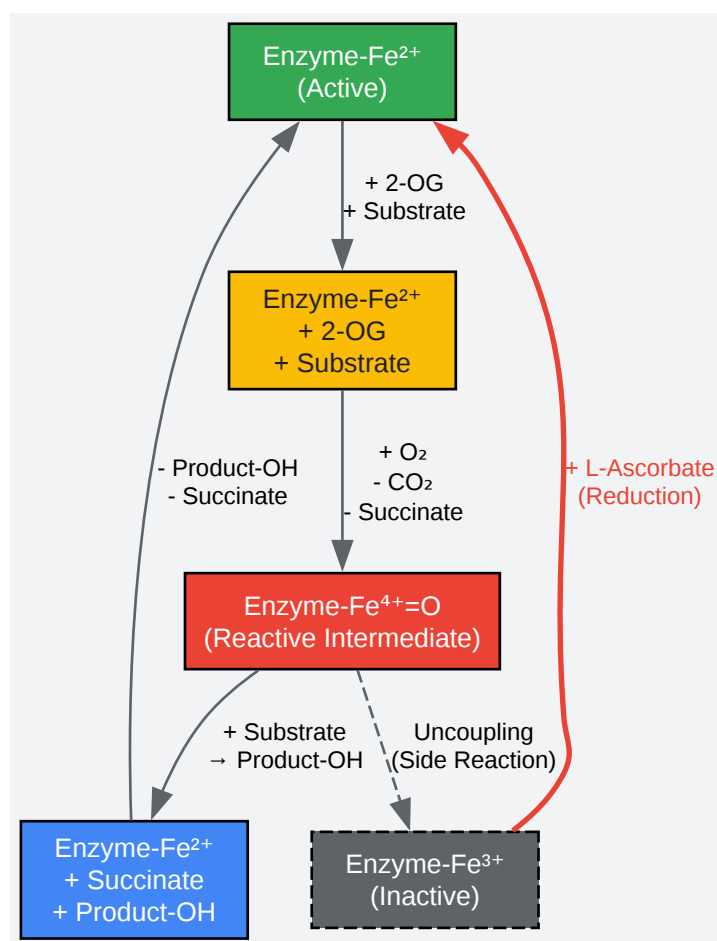 Enzyme-Fe²⁺
(Active)
+ 2-OG
+ Substrate
Enzyme-Fe²⁺
+ 2-OG
+ Substrate
- Product-OH
- Succinate
+ O₂
- CO₂
- Succinate
+ L-Ascorbate
(Reduction)
Enzyme-Fe⁴⁺=O
(Reactive Intermediate)
+ Substrate
→ Product-OH
Uncoupling
(Side Reaction)
Enzyme-Fe²⁺
+ Succinate
+ Product-OH
Enzyme-Fe³⁺
(Inactive)